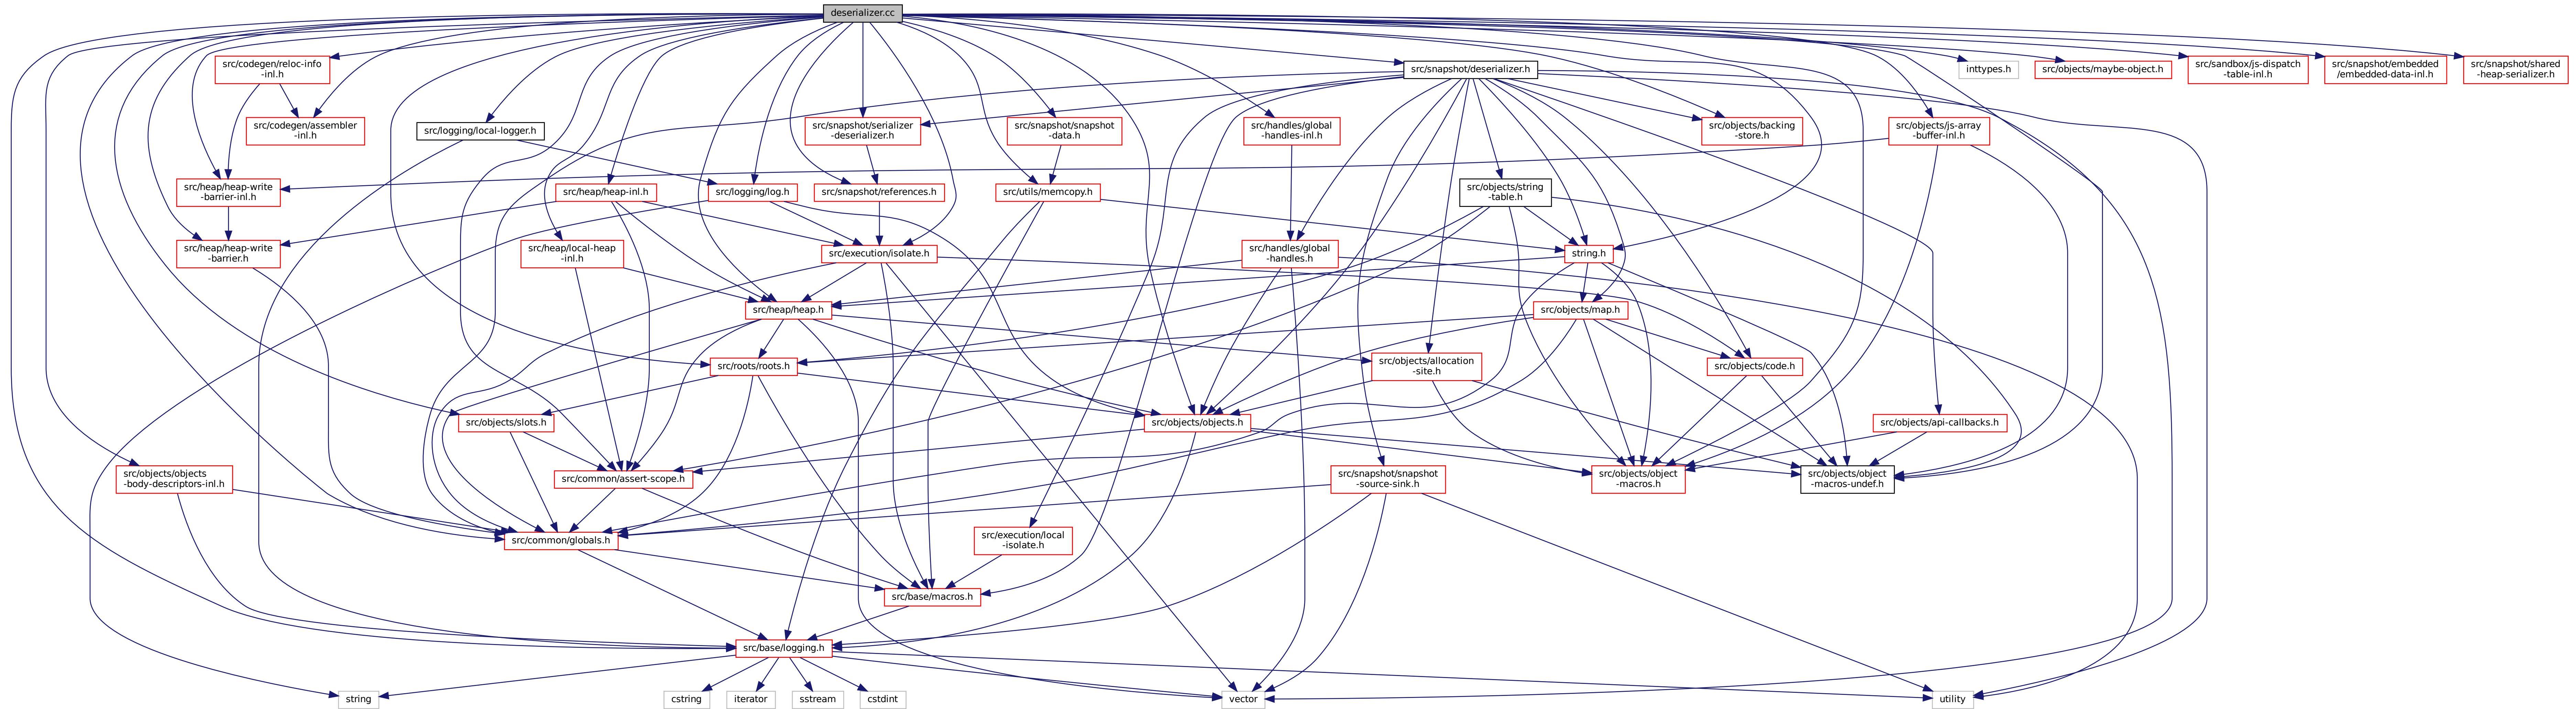 deserializer.cc
src/codegen/reloc-info
-inl.h
src/snapshot/deserializer.h
inttypes.h
src/objects/maybe-object.h
src/sandbox/js-dispatch
-table-inl.h
src/snapshot/embedded
/embedded-data-inl.h
src/snapshot/shared
-heap-serializer.h
src/codegen/assembler
-inl.h
src/logging/local-logger.h
src/snapshot/serializer
-deserializer.h
src/snapshot/snapshot
-data.h
src/handles/global
-handles-inl.h
src/objects/backing
-store.h
src/objects/js-array
-buffer-inl.h
src/heap/heap-write
-barrier-inl.h
src/heap/heap-inl.h
src/logging/log.h
src/snapshot/references.h
src/utils/memcopy.h
src/objects/string
-table.h
src/heap/heap-write
-barrier.h
src/heap/local-heap
-inl.h
src/execution/isolate.h
src/handles/global
-handles.h
string.h
src/heap/heap.h
src/objects/map.h
src/roots/roots.h
src/objects/allocation
-site.h
src/objects/code.h
src/objects/slots.h
src/objects/objects.h
src/objects/api-callbacks.h
src/objects/objects
-body-descriptors-inl.h
src/common/assert-scope.h
src/snapshot/snapshot
-source-sink.h
src/objects/object
-macros.h
src/objects/object
-macros-undef.h
src/common/globals.h
src/execution/local
-isolate.h
src/base/macros.h
src/base/logging.h
string
cstring
iterator
sstream
cstdint
vector
utility